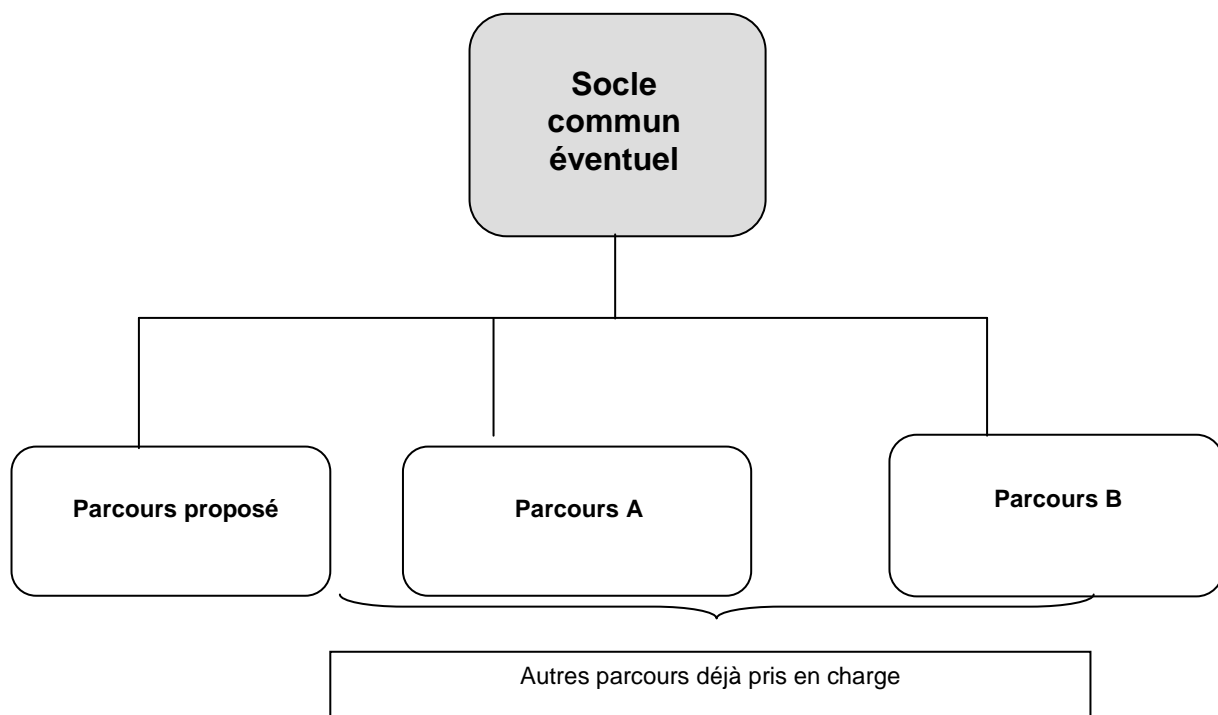 Socle
commun
éventuel
Parcours proposé
Parcours A
Parcours B
Autres parcours déjà pris en charge